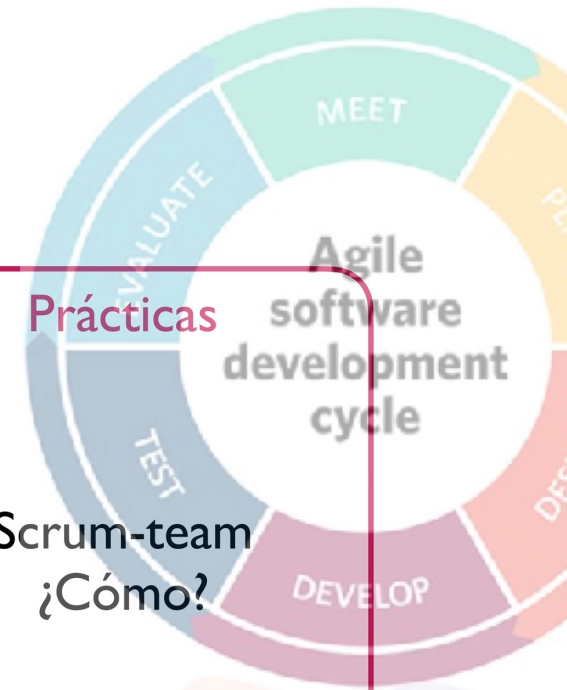 MEET
EVALUATE
Agile
software
development
cycle
Prácticas
TEST
Scrum-team
¿Cómo?
DEVELOP